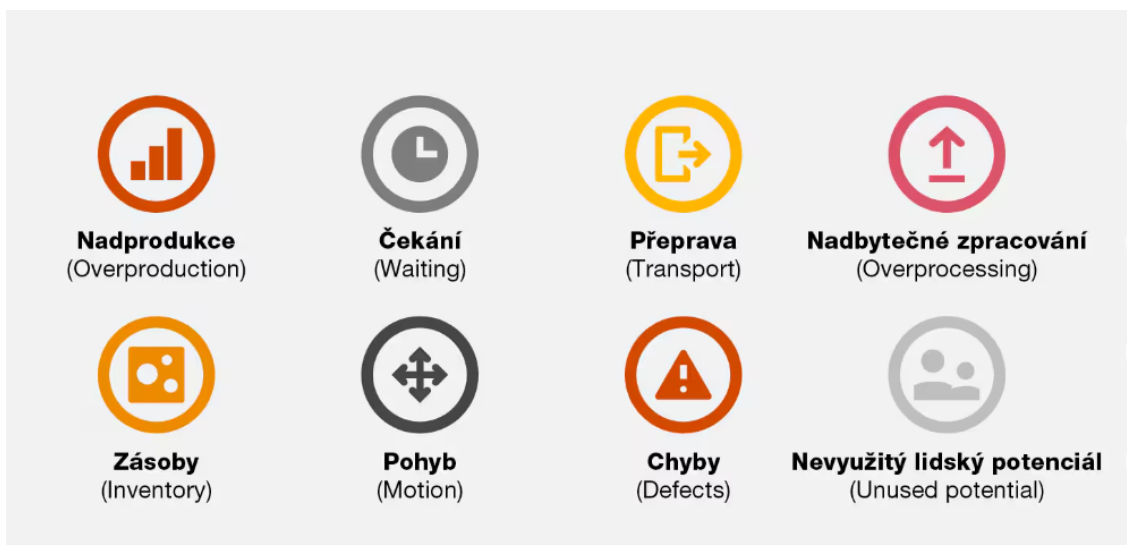 Nadprodukce
(Overproduction)
Čekání
(Waiting)
Přeprava
(Transport)
Nadbytečné zpracování
(Overprocessing)
Zásoby
(Inventory)
Pohyb
(Motion)
Chyby
(Defects)
Nevyužitý lidský potenciál
(Unused potential)